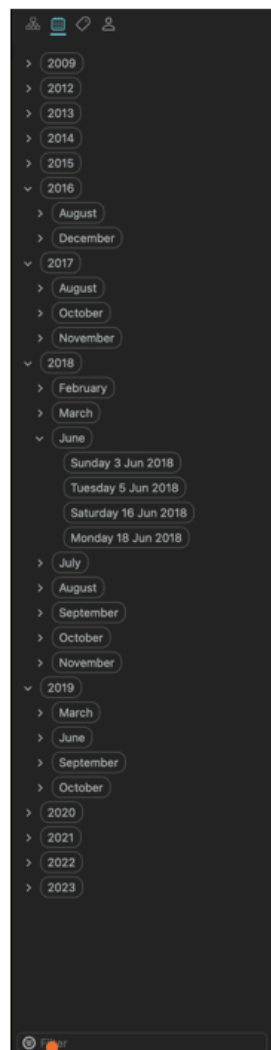 2009
2012
2013
2014
2015
2016
August
December
2017
August
October
November
2018
February
March
June
Sunday 3 Jun 2018
Tuesday 5 Jun 2018
Saturday 16 Jun 2018
Monday 18 Jun 2018
July
August
September
October
November
2019
March
June
September
October
2020
2021
2022
2023
Filter